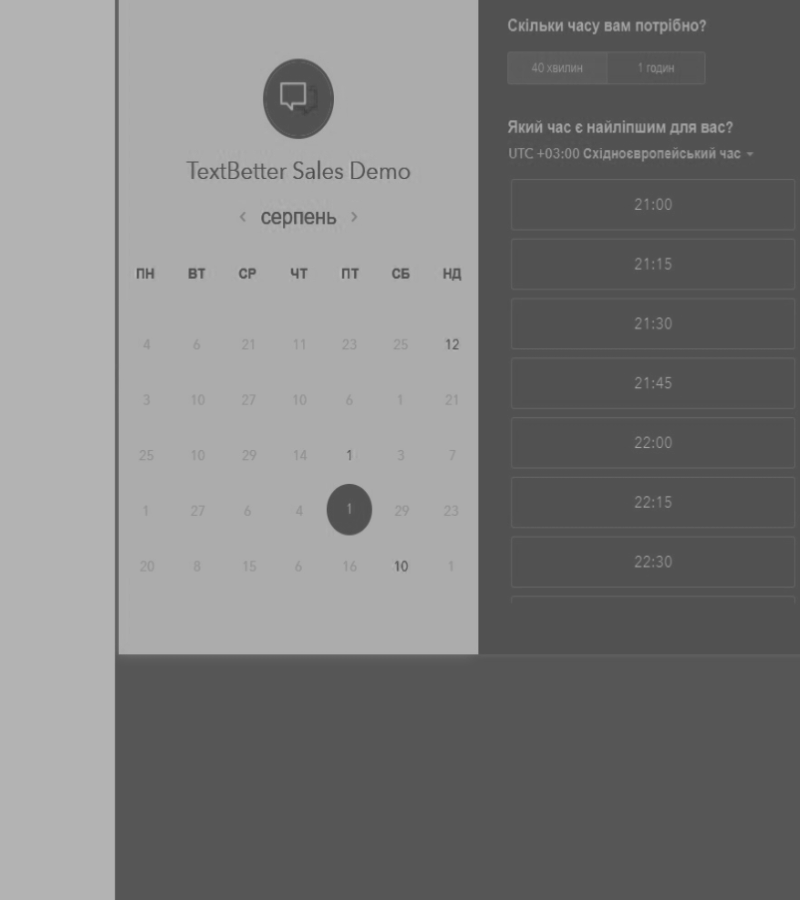 TextBetter Sales Demo
серпень
ПН ВТ СР ЧТ ПТ СБ НД
4 6 21 11 23 25 12
3 10 27 10 6 1 21
25 10 29 14 1 3 7
1 27 6 4 1 29 23
20 8 15 6 16 10 1
Скільки часу вам потрібно?
40 хвилин 1 годин
Який час є найліпшим для вас?
UTC +03:00 Східноєвропейський час
21:00
21:15
21:30
21:45
22:00
22:15
22:30